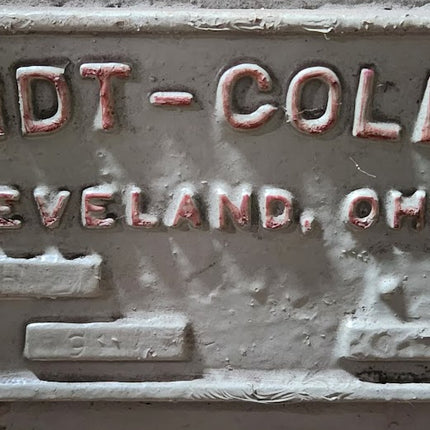 DT-COL
EVELAND, OH